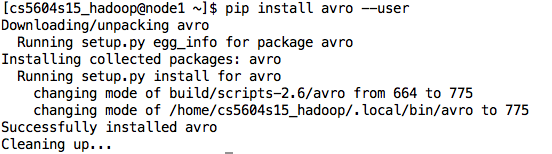 [cs5604s15_hadoop@node1 ~]$ pip install avro --user
Downloading/unpacking avro
  Running setup.py egg_info for package avro
Installing collected packages: avro
  Running setup.py install for avro
    changing mode of build/scripts-2.6/avro from 664 to 775
    changing mode of /home/cs5604s15_hadoop/.local/bin/avro to 775
Successfully installed avro
Cleaning up...